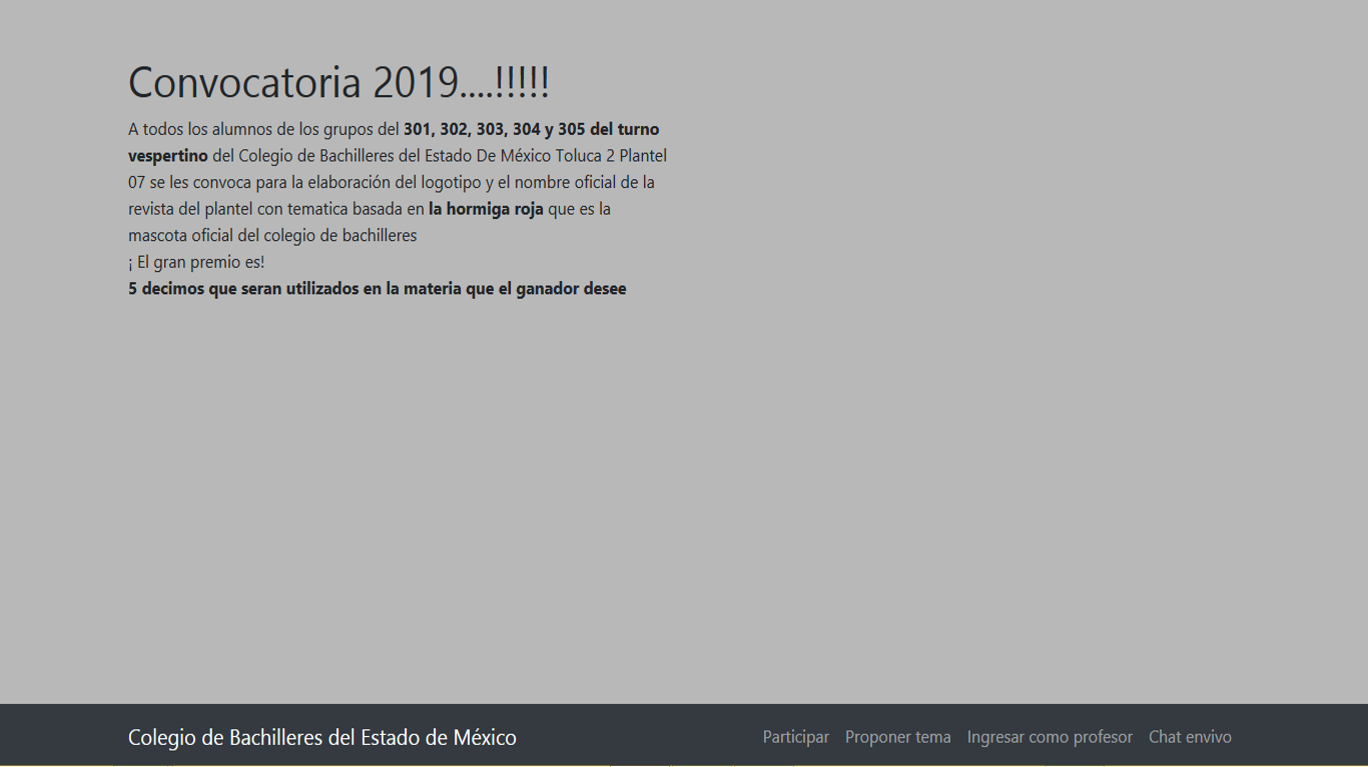 Convocatoria 2019....!!!!!
A todos los alumnos de los grupos del 301, 302, 303, 304 y 305 del turno
vespertino del Colegio de Bachilleres del Estado De México Toluca 2 Plantel
07 se les convoca para la elaboración del logotipo y el nombre oficial de la
revista del plantel con tematica basada en la hormiga roja que es la
mascota oficial del colegio de bachilleres
¡ El gran premio es!
5 decimos que seran utilizados en la materia que el ganador desee
Colegio de Bachilleres del Estado de México
Participar Proponer tema Ingresar como profesor Chat envivo